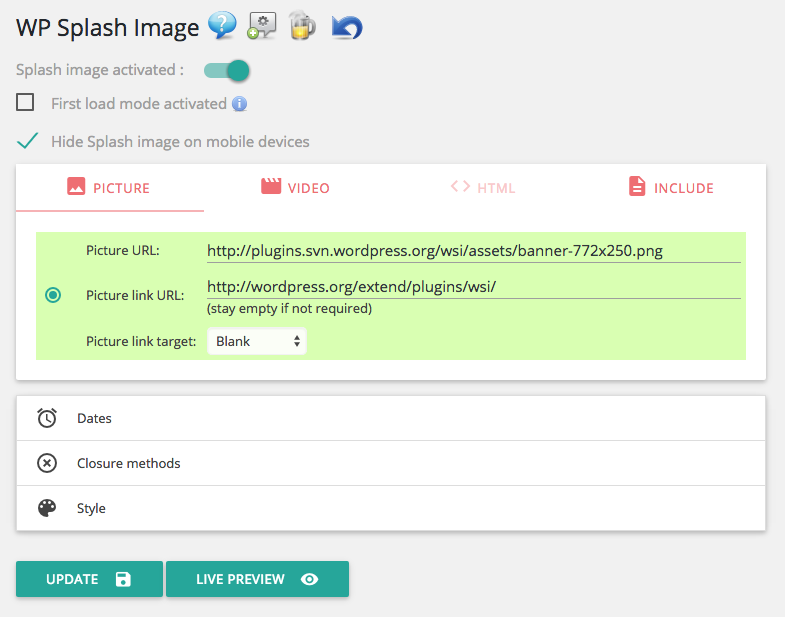 WP Splash Image
Splash image activated :
First load mode activated
Hide Splash image on mobile devices
PICTURE VIDEO HTML INCLUDE
Picture URL: http://plugins.svn.wordpress.org/wsi/assets/banner-772x250.png
Picture link URL: http://wordpress.org/extend/plugins/wsi/
(stay empty if not required)
Picture link target: Blank
Dates
Closure methods
Style
UPDATE LIVE PREVIEW